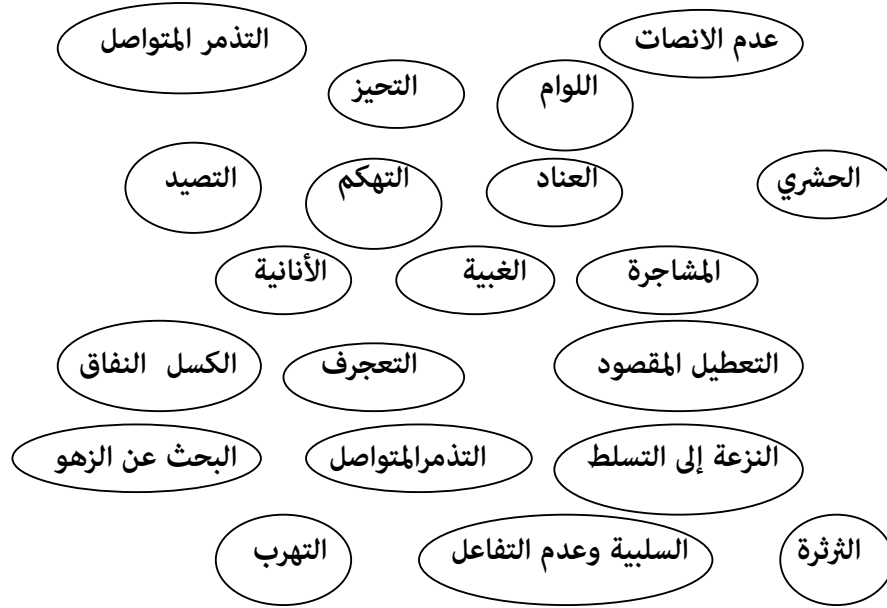 عدم الانصات التذمر المتواصل
اللوام التحيز
الحشري العناد التهكم التصيد
المشاجرة الغبية الأنانية
التعطيل المقصود التعجرف الكسل النفاق
النزعة إلى التسلط التذمرالمتواصل البحث عن الزهو
الثرثرة السلبية وعدم التفاعل التهرب